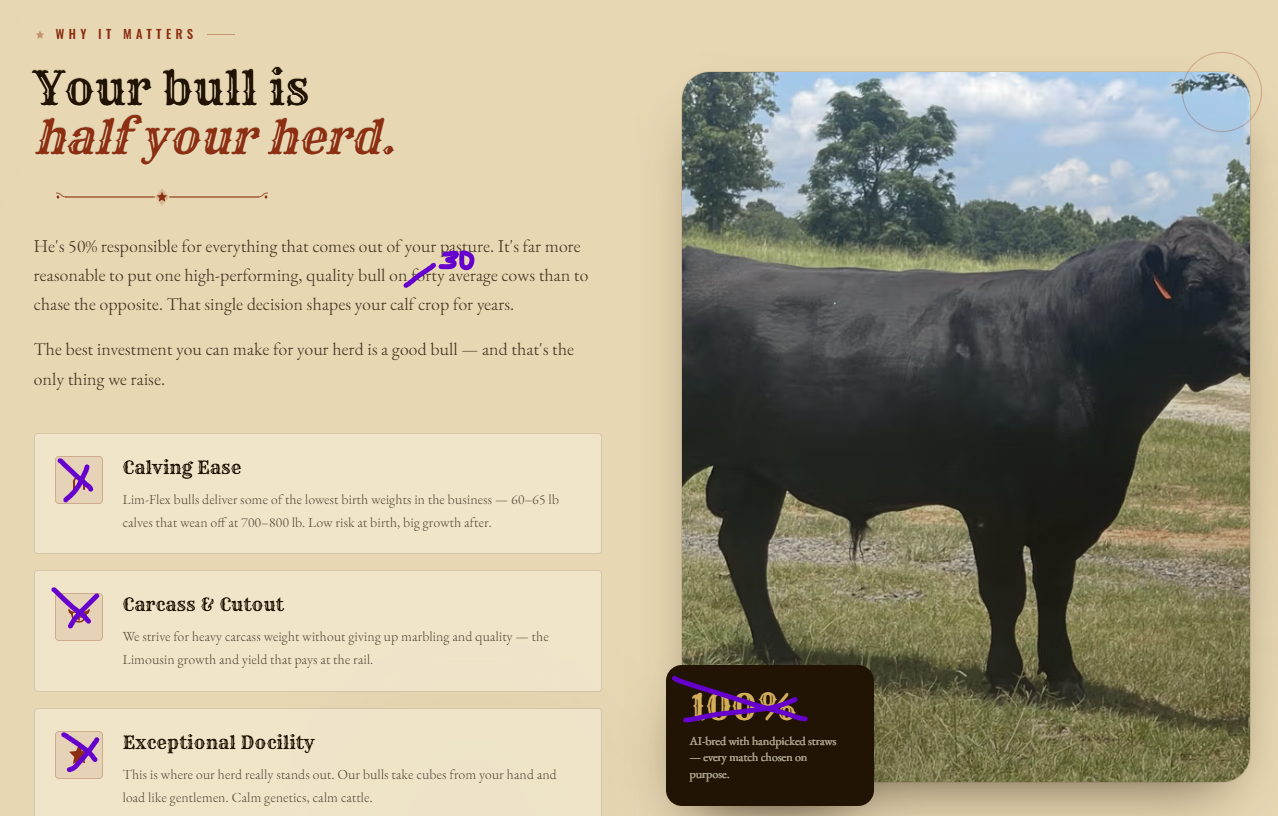 WHY IT MATTERS
Your bull is
half your herd.
He's 50% responsible for everything that comes out of your pasture. It's far more
30
reasonable to put one high-performing, quality bull on forty average cows than to
chase the opposite. That single decision shapes your calf crop for years.
The best investment you can make for your herd is a good bull — and that's the
only thing we raise.
Calving Ease
Lim-Flex bulls deliver some of the lowest birth weights in the business — 60–65 lb
calves that wean off at 700–800 lb. Low risk at birth, big growth after.
Carcass & Cutout
We strive for heavy carcass weight without giving up marbling and quality — the
Limousin growth and yield that pays at the rail.
Exceptional Docility
This is where our herd really stands out. Our bulls take cubes from your hand and
load like gentlemen. Calm genetics, calm cattle.
100%
AI-bred with handpicked straws
— every match chosen on
purpose.